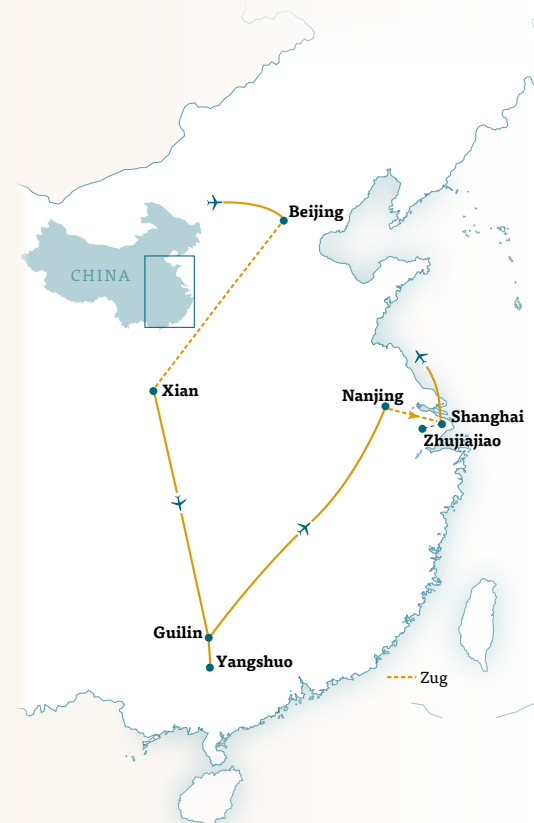 Beijing
CHINA
Xian
Nanjing
Shanghai
Zhujiajiao
Guilin
Yangshuo
Zug